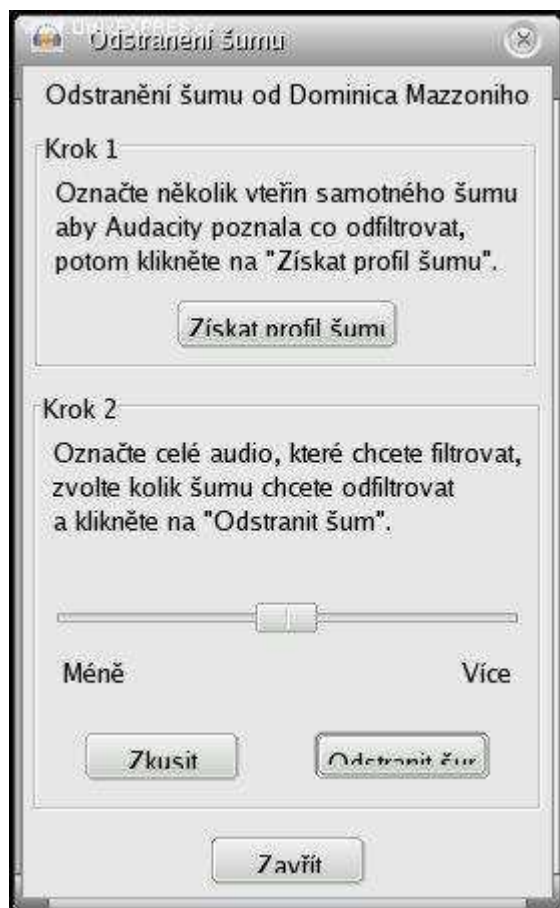 Odstranění šumu
Odstranění šumu od Dominica Mazzoniho
Krok 1
Označte několik vteřin samotného šumu
aby Audacity poznala co odfiltrovat,
potom klikněte na "Získat profil šumu".
Získat profil šumu
Krok 2
Označte celé audio, které chcete filtrovat,
zvolte kolik šumu chcete odfiltrovat
a klikněte na "Odstranit šum".
Méně Více
Zkusit Odstranit šum
Zavřít